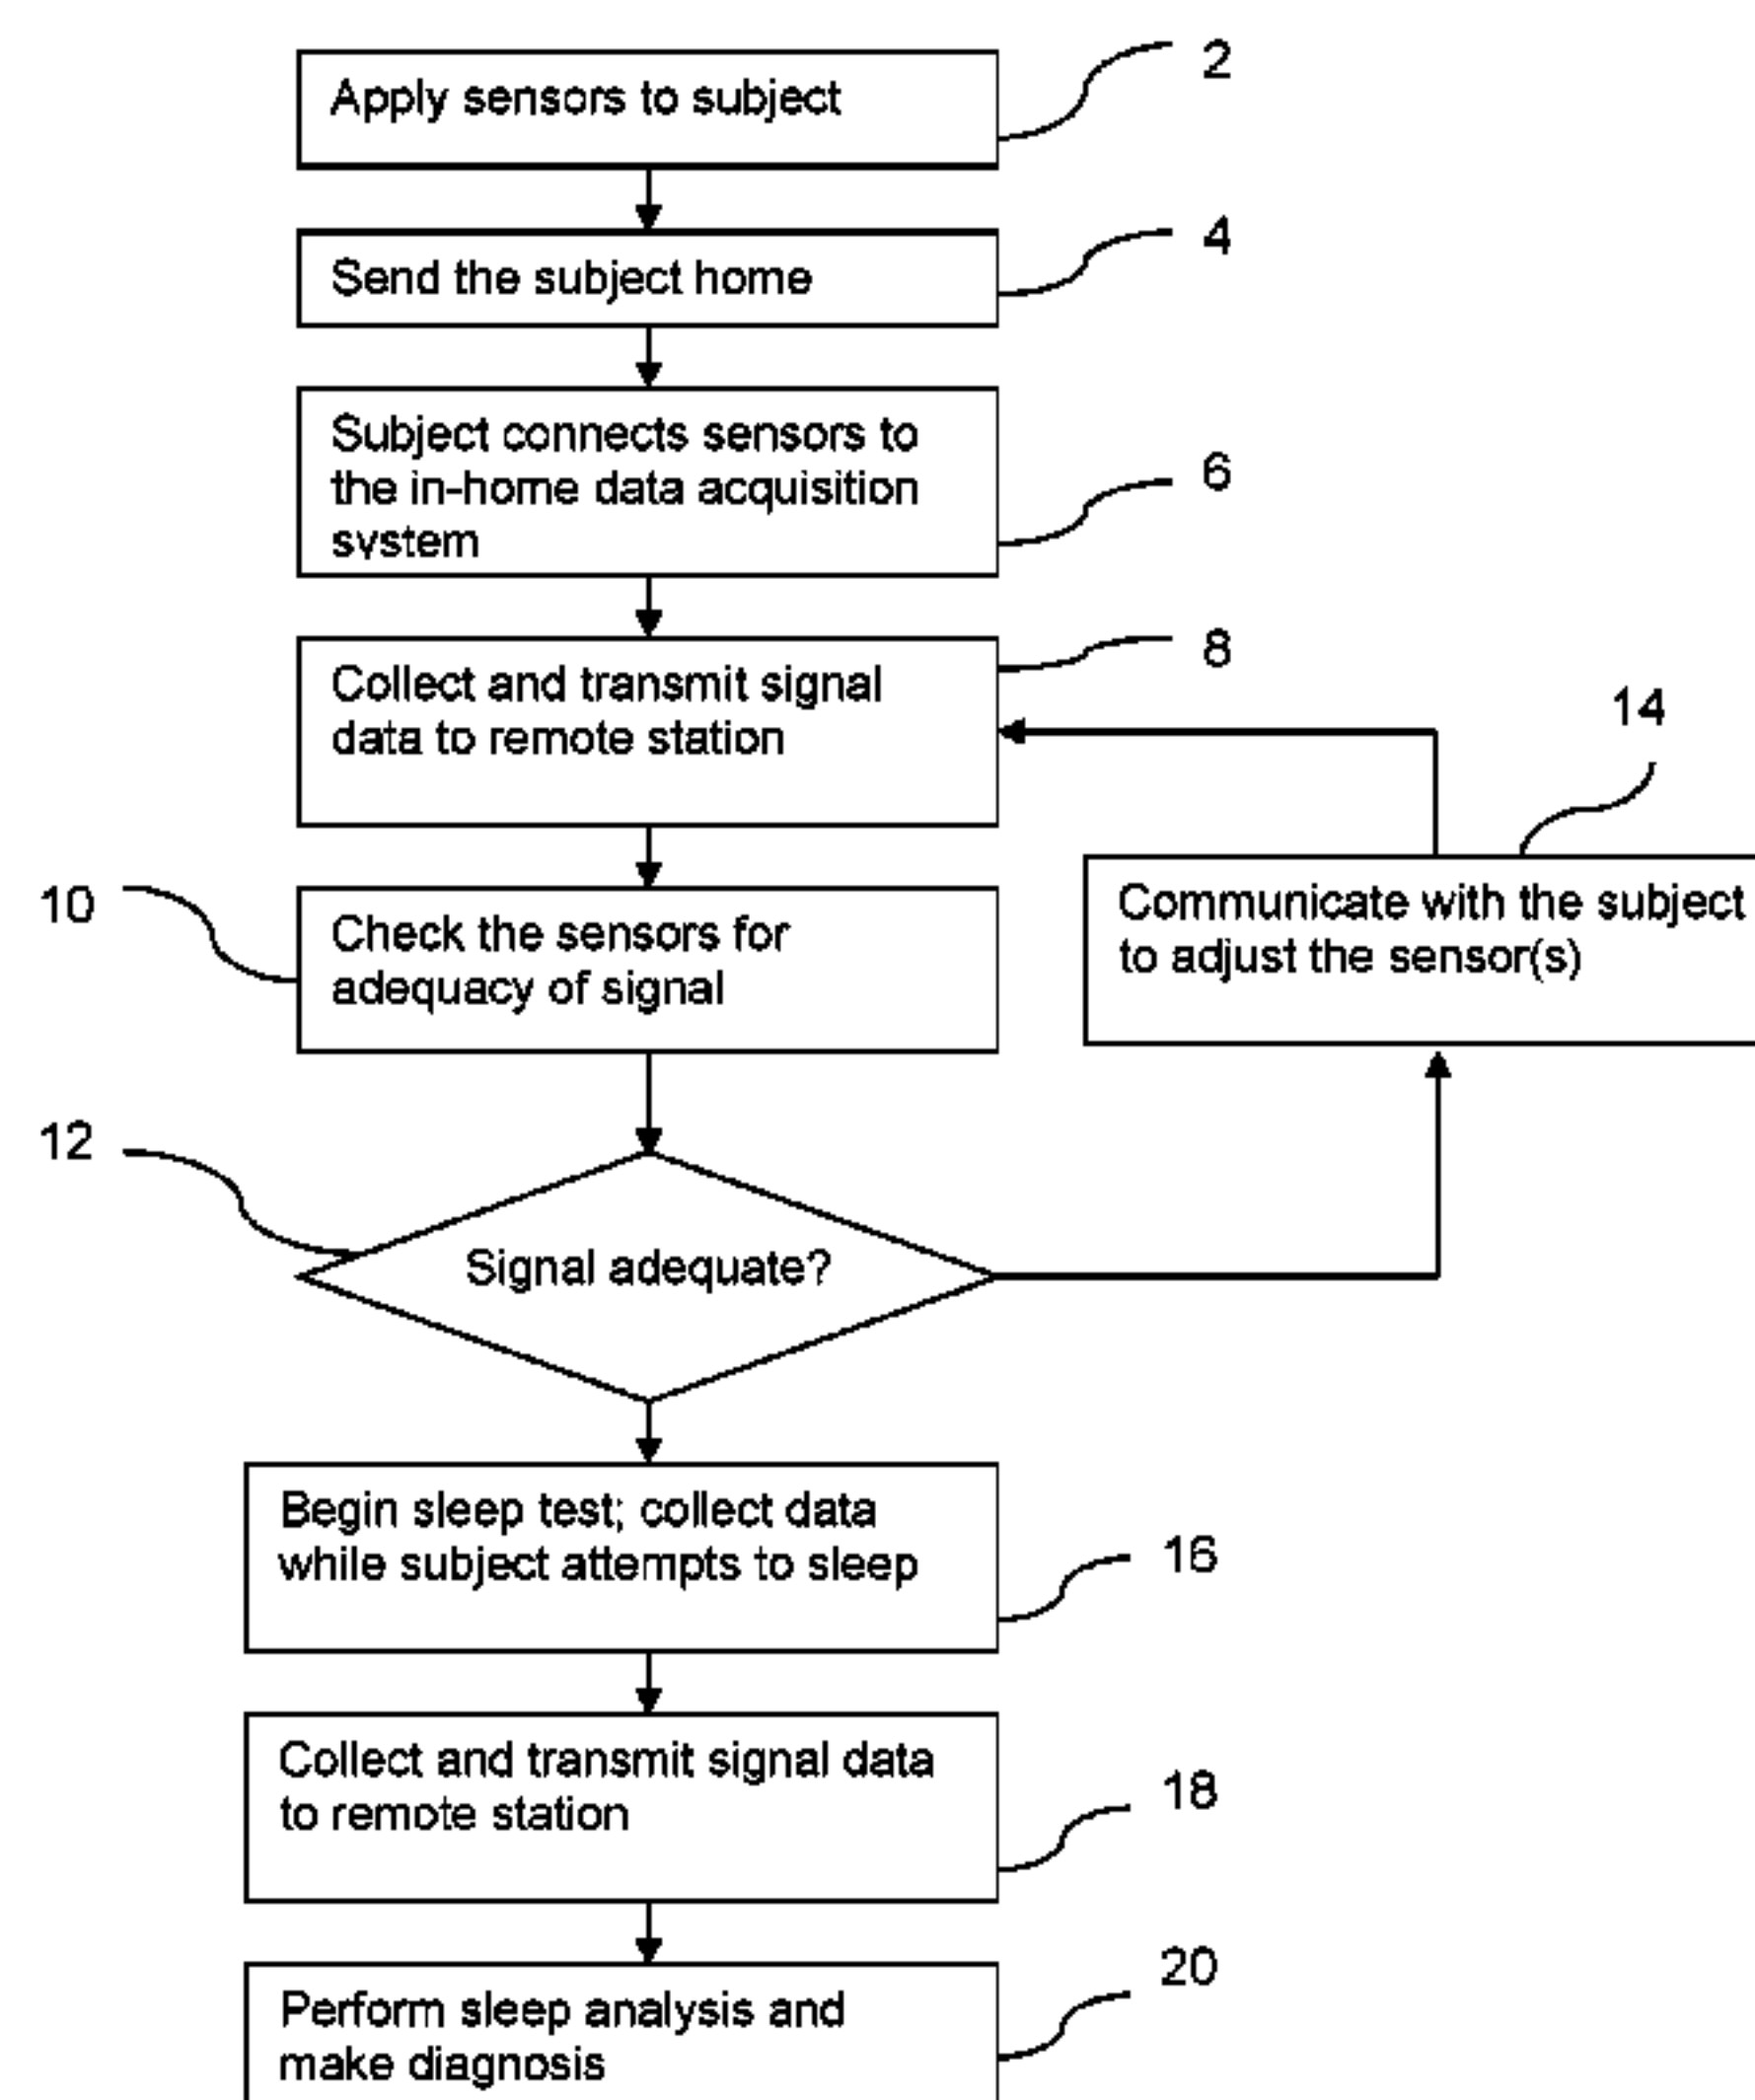 Apply sensors to subject
2
Send the subject home
4
Subject connects sensors to
the in-home data acquisition
system
6
Collect and transmit signal
data to remote station
8
14
Communicate with the subject
to adjust the sensor(s)
10
Check the sensors for
adequacy of signal
12
Signal adequate?
Begin sleep test; collect data
while subject attempts to sleep
16
Collect and transmit signal data
to remote station
18
Perform sleep analysis and
make diagnosis
20